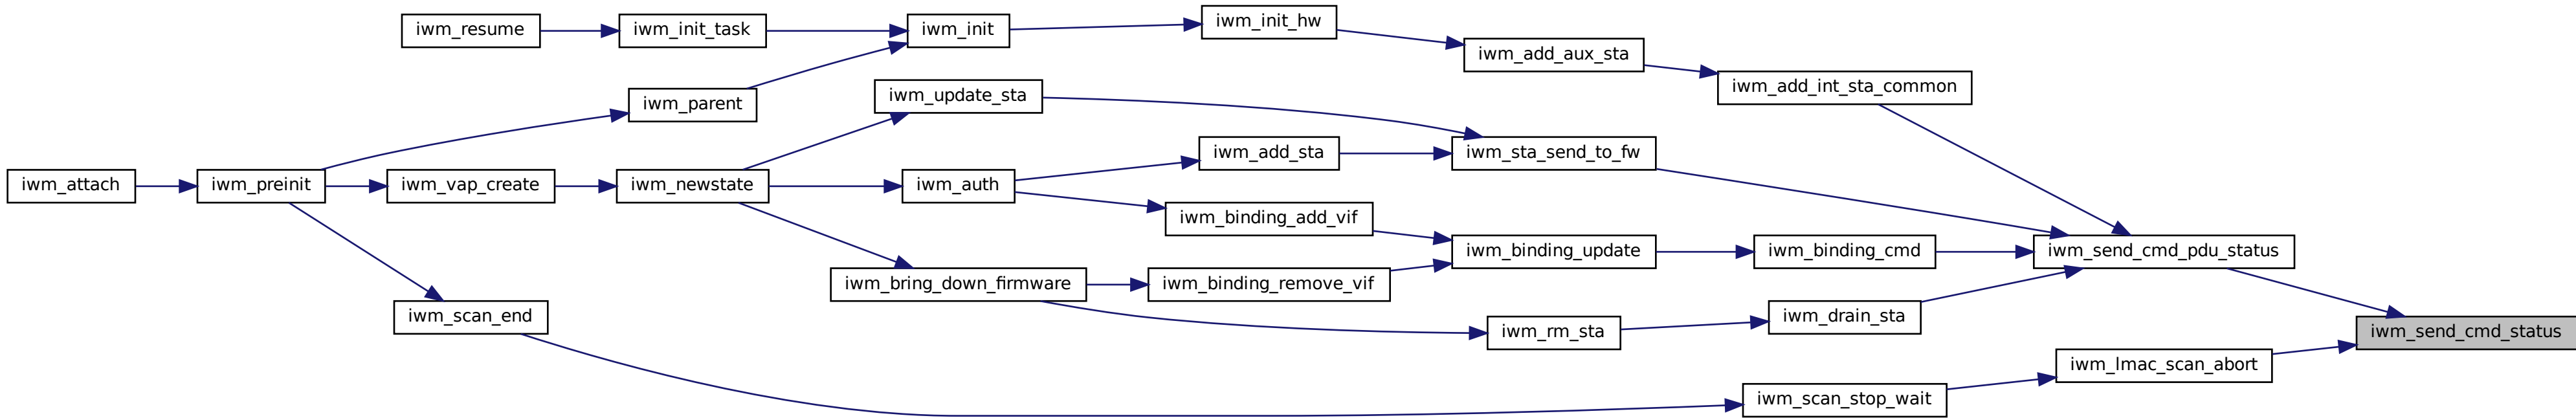 iwm_resume
iwm_init_task
iwm_init
iwm_init_hw
iwm_add_aux_sta
iwm_add_int_sta_common
iwm_parent
iwm_update_sta
iwm_add_sta
iwm_sta_send_to_fw
iwm_attach
iwm_preinit
iwm_vap_create
iwm_newstate
iwm_auth
iwm_binding_add_vif
iwm_binding_update
iwm_binding_cmd
iwm_send_cmd_pdu_status
iwm_bring_down_firmware
iwm_binding_remove_vif
iwm_scan_end
iwm_rm_sta
iwm_drain_sta
iwm_send_cmd_status
iwm_lmac_scan_abort
iwm_scan_stop_wait